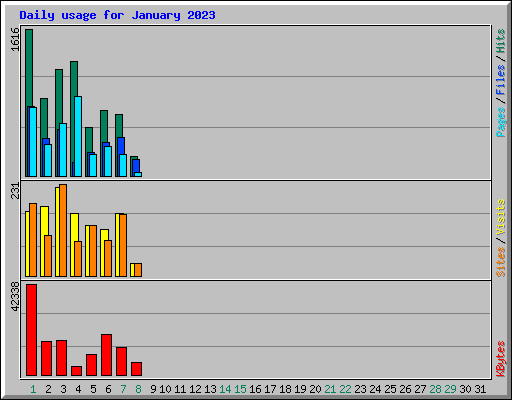 Daily usage for January 2023
1616
Pages / Files / Hits
231
Sites / Visits
42338
KBytes
1 2 3 4 5 6 7 8 9 10 11 12 13 14 15 16 17 18 19 20 21 22 23 24 25 26 27 28 29 30 31